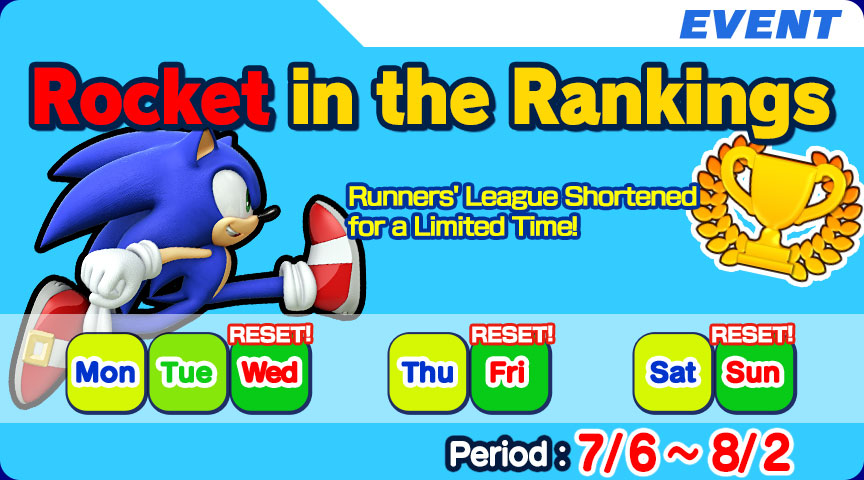 EVENT
Rocket in the Rankings
Runners' League Shortened
for a Limited Time!
RESET! RESET! RESET!
Mon Tue Wed Thu Fri Sat Sun
Period : 7/6 ~ 8/2